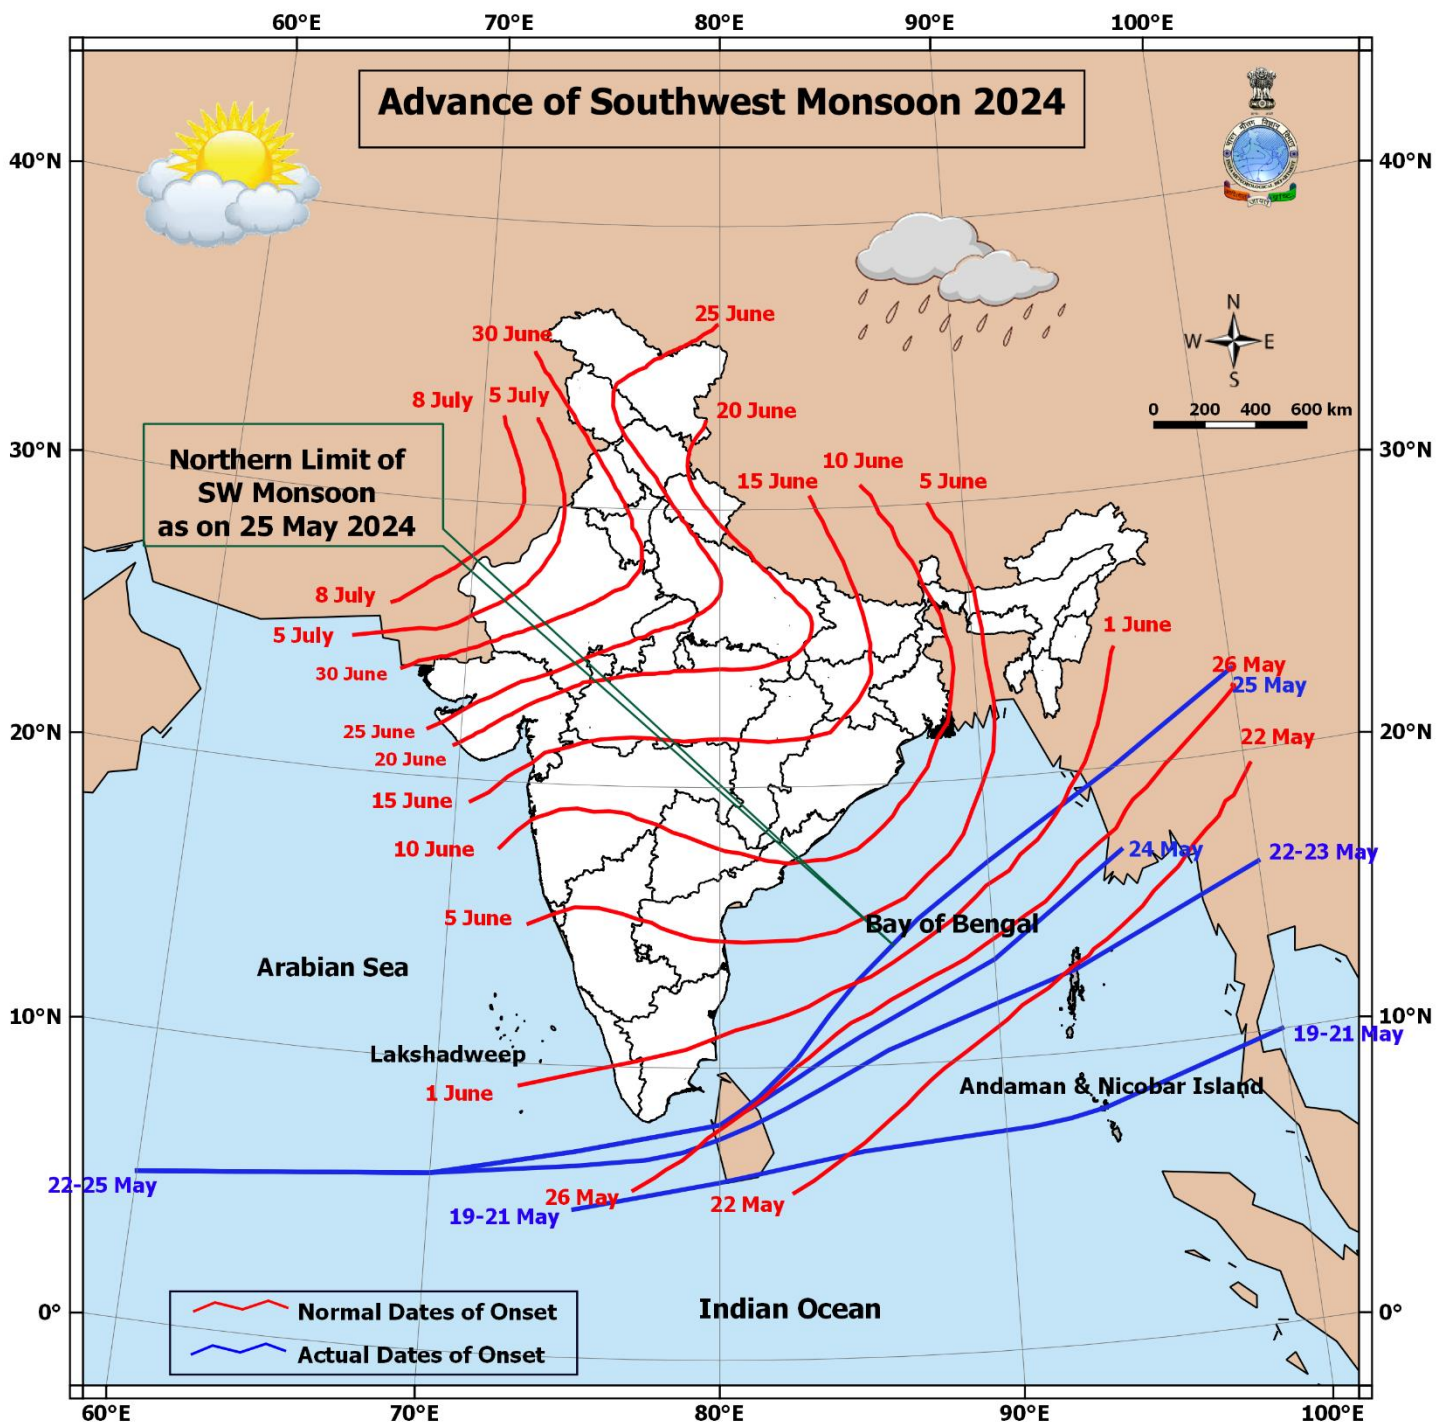 60°E 70°E 80°E 90°E 100°E
Advance of Southwest Monsoon 2024
40°N 40°N
N
W E
S
0 200 400 600 km
25 June
30 June
8 July 5 July
20 June
30°N 30°N
Northern Limit of
SW Monsoon
as on 25 May 2024
10 June
15 June 5 June
8 July
5 July
1 June
30 June
26 May
25 May
20°N 20°N
25 June
22 May
20 June
15 June
10 June
24 May 22-23 May
5 June
Bay of Bengal
Arabian Sea
10°N 10°N
19-21 May
Lakshadweep
Andaman & Nicobar Island
1 June
22-25 May
26 May
22 May
19-21 May
0° 0°
Indian Ocean
Normal Dates of Onset
Actual Dates of Onset
60°E 70°E 80°E 90°E 100°E